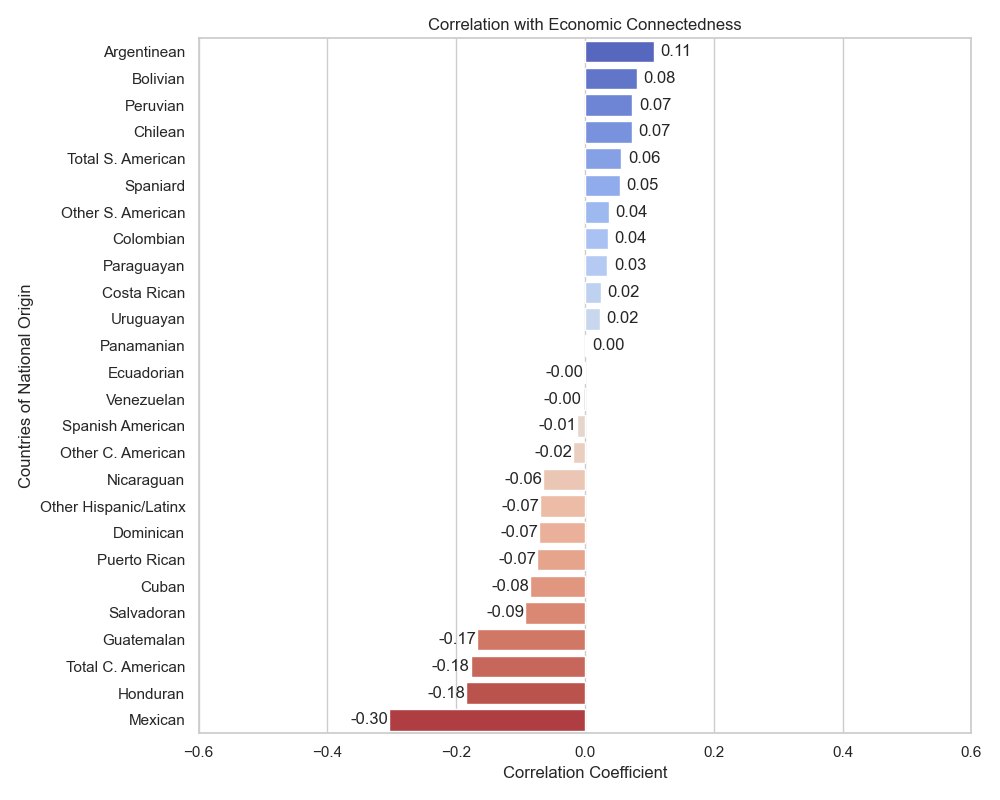 Correlation with Economic Connectedness
Argentinean 0.11
Bolivian 0.08
Peruvian 0.07
Chilean 0.07
Total S. American 0.06
Spaniard 0.05
Other S. American 0.04
Colombian 0.04
Paraguayan 0.03
Costa Rican 0.02
Uruguayan 0.02
Panamanian 0.00
Ecuadorian -0.00
Venezuelan -0.00
Spanish American -0.01
Other C. American -0.02
Nicaraguan -0.06
Other Hispanic/Latinx -0.07
Dominican -0.07
Puerto Rican -0.07
Cuban -0.08
Salvadoran -0.09
Guatemalan -0.17
Total C. American -0.18
Honduran -0.18
Mexican -0.30
Countries of National Origin
−0.6 −0.4 −0.2 0.0 0.2 0.4 0.6
Correlation Coefficient